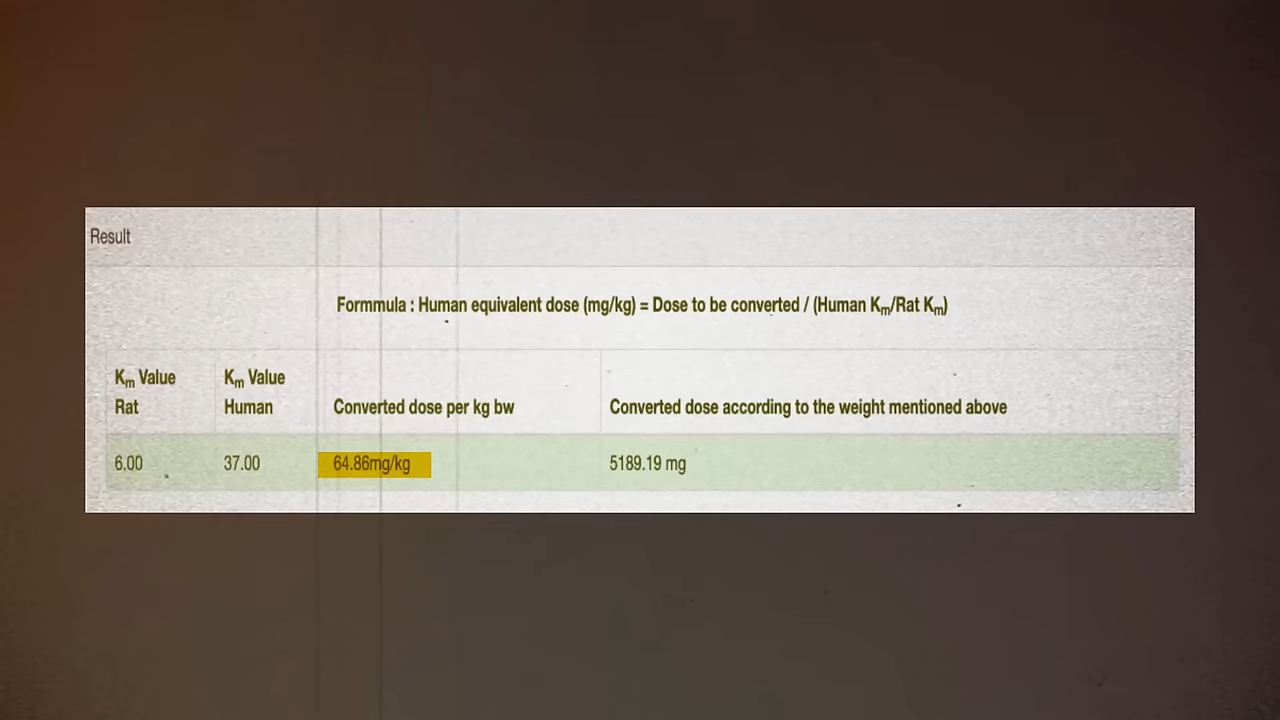 Result
Formmula : Human equivalent dose (mg/kg) = Dose to be converted / (Human Km/Rat Km)
Km Value Km Value
Rat Human Converted dose per kg bw Converted dose according to the weight mentioned above
6.00 37.00 64.86mg/kg 5189.19 mg